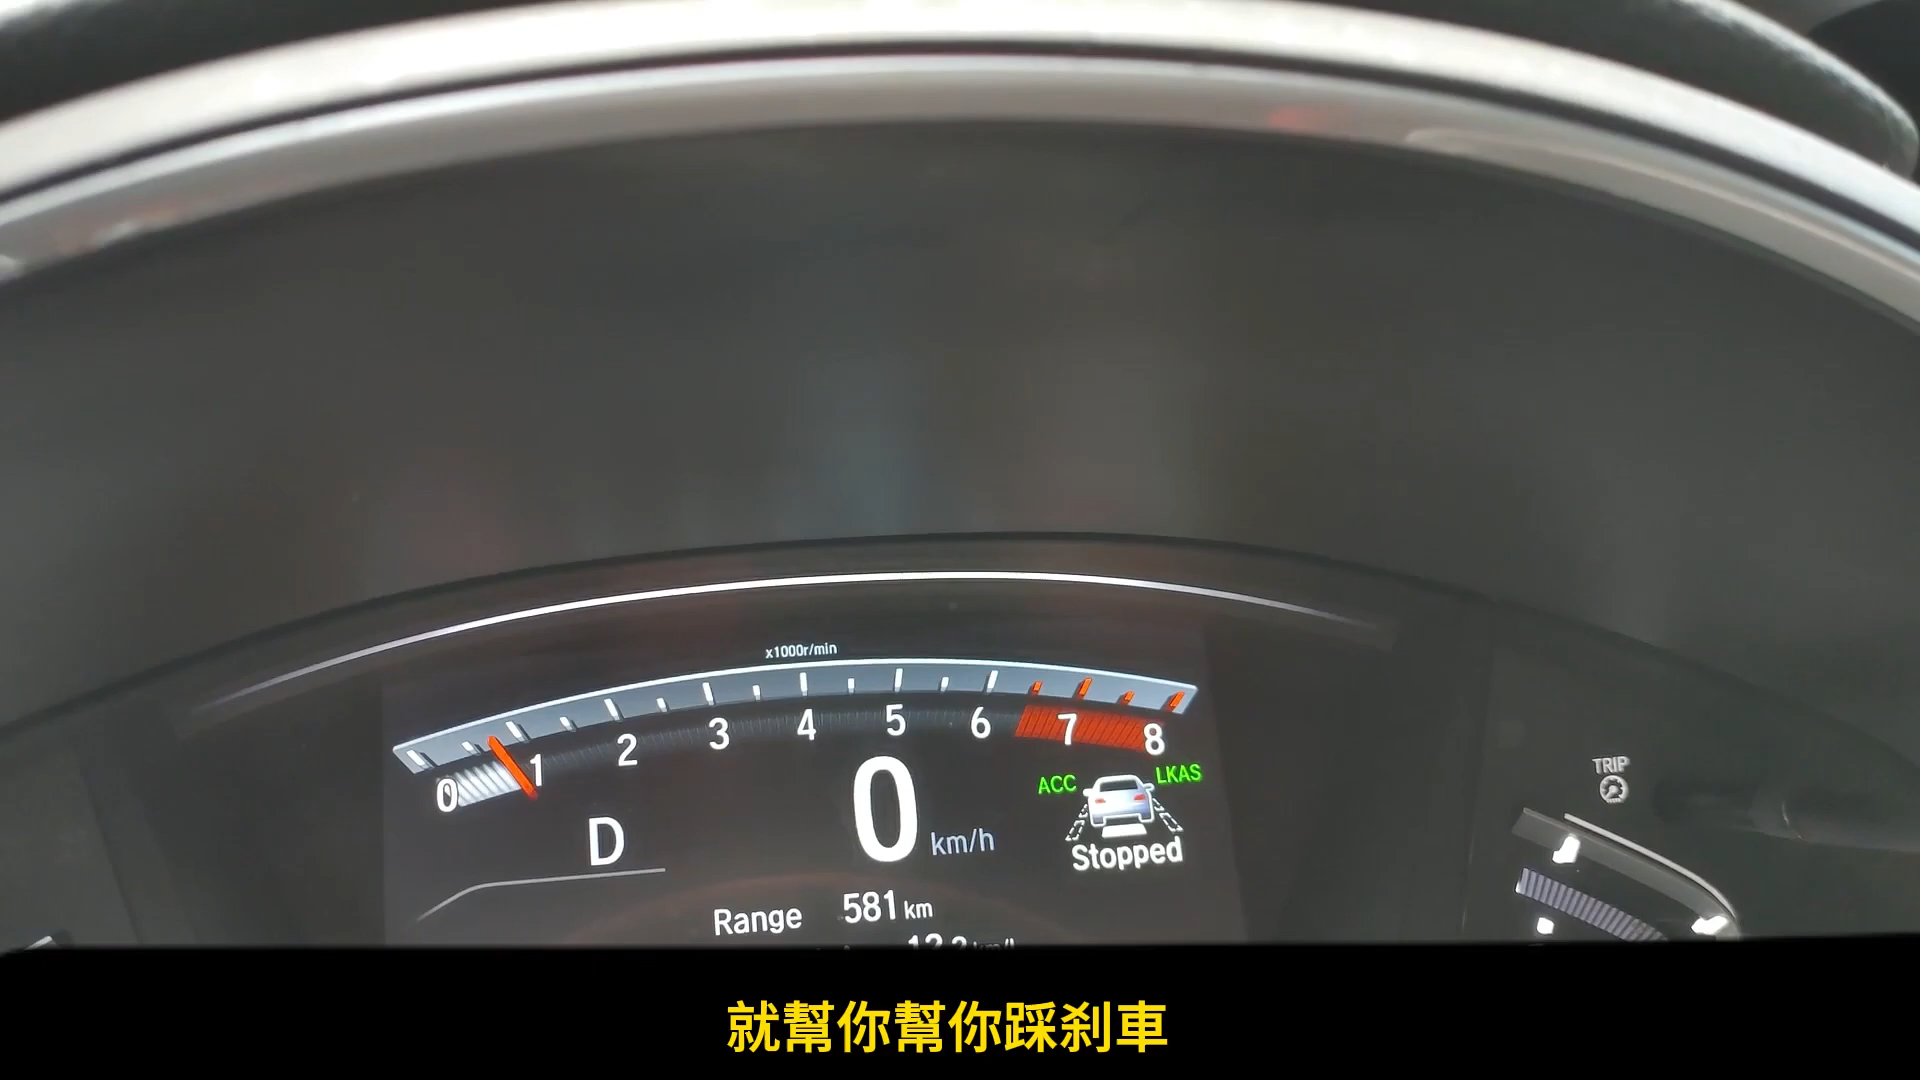 x1000r/min
0 1 2 3 4 5 6 7 8
TRIP
ACC LKAS
D 0 km/h
Stopped
Range 581 km
就幫你幫你踩刹車